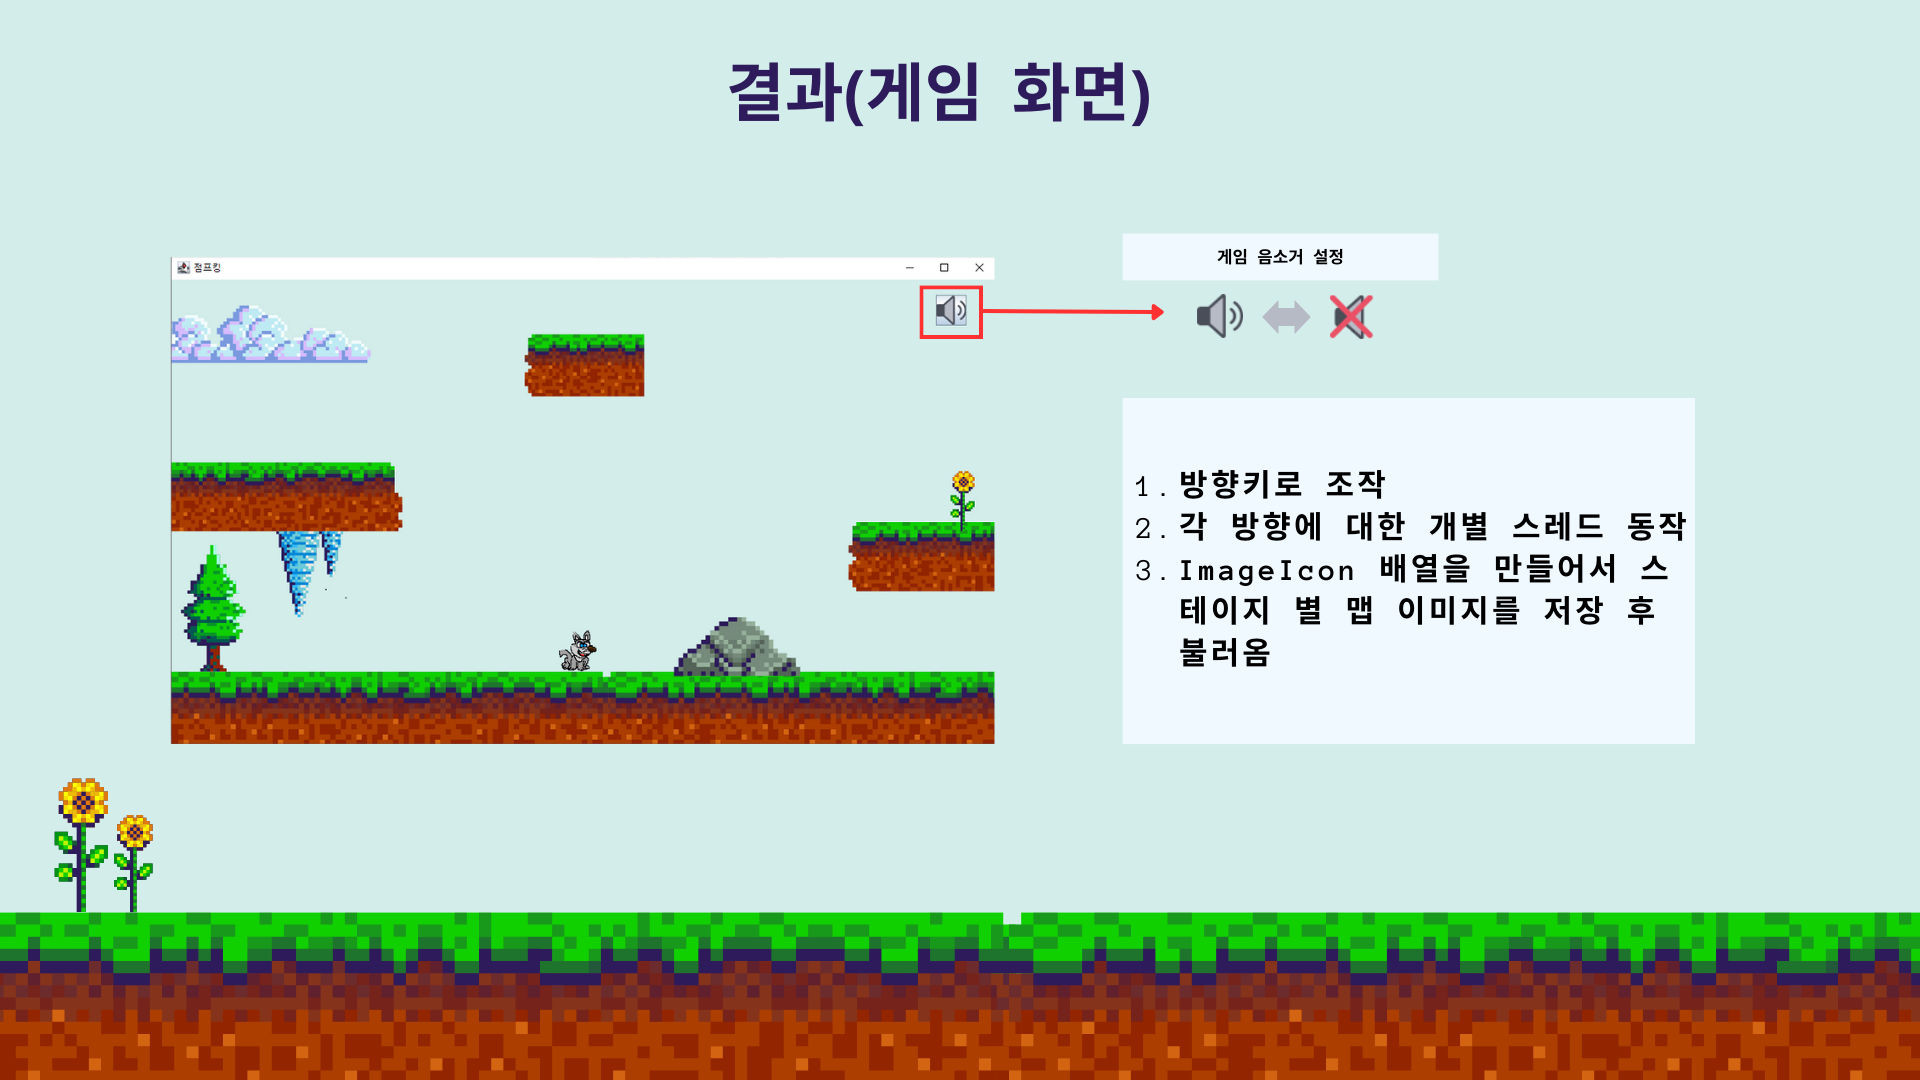 결과(게임 화면)
점프킹
게임 음소거 설정
1. 방향키로 조작
2. 각 방향에 대한 개별 스레드 동작
3. ImageIcon 배열을 만들어서 스
테이지 별 맵 이미지를 저장 후
불러옴